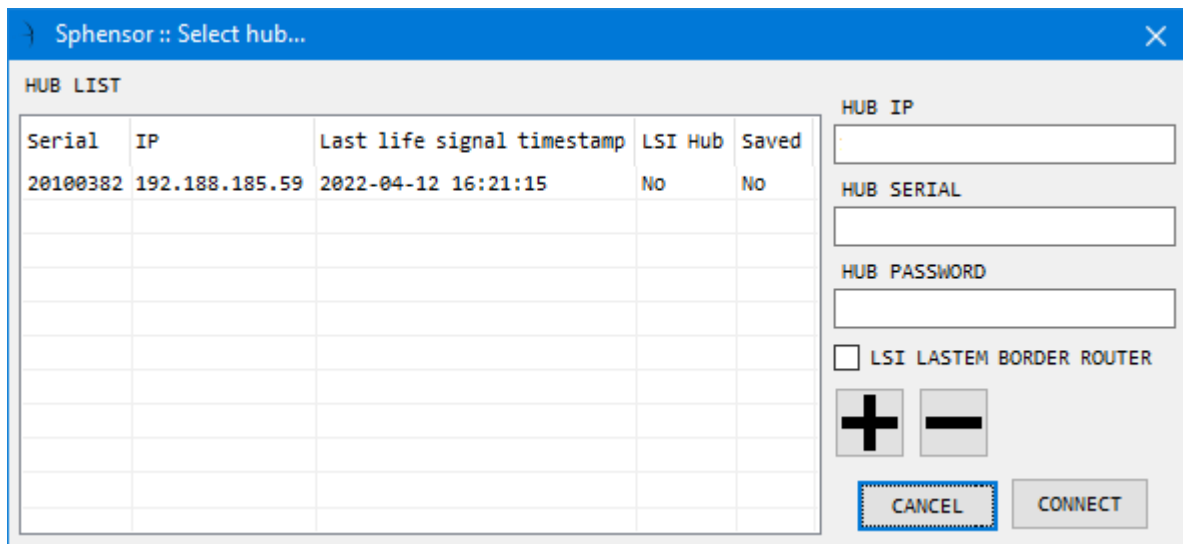 Sphensor :: Select hub...
HUB LIST
Serial IP Last life signal timestamp LSI Hub Saved
20100382 192.188.185.59 2022-04-12 16:21:15 No No
HUB IP
HUB SERIAL
HUB PASSWORD
LSI LASTEM BORDER ROUTER
CANCEL CONNECT